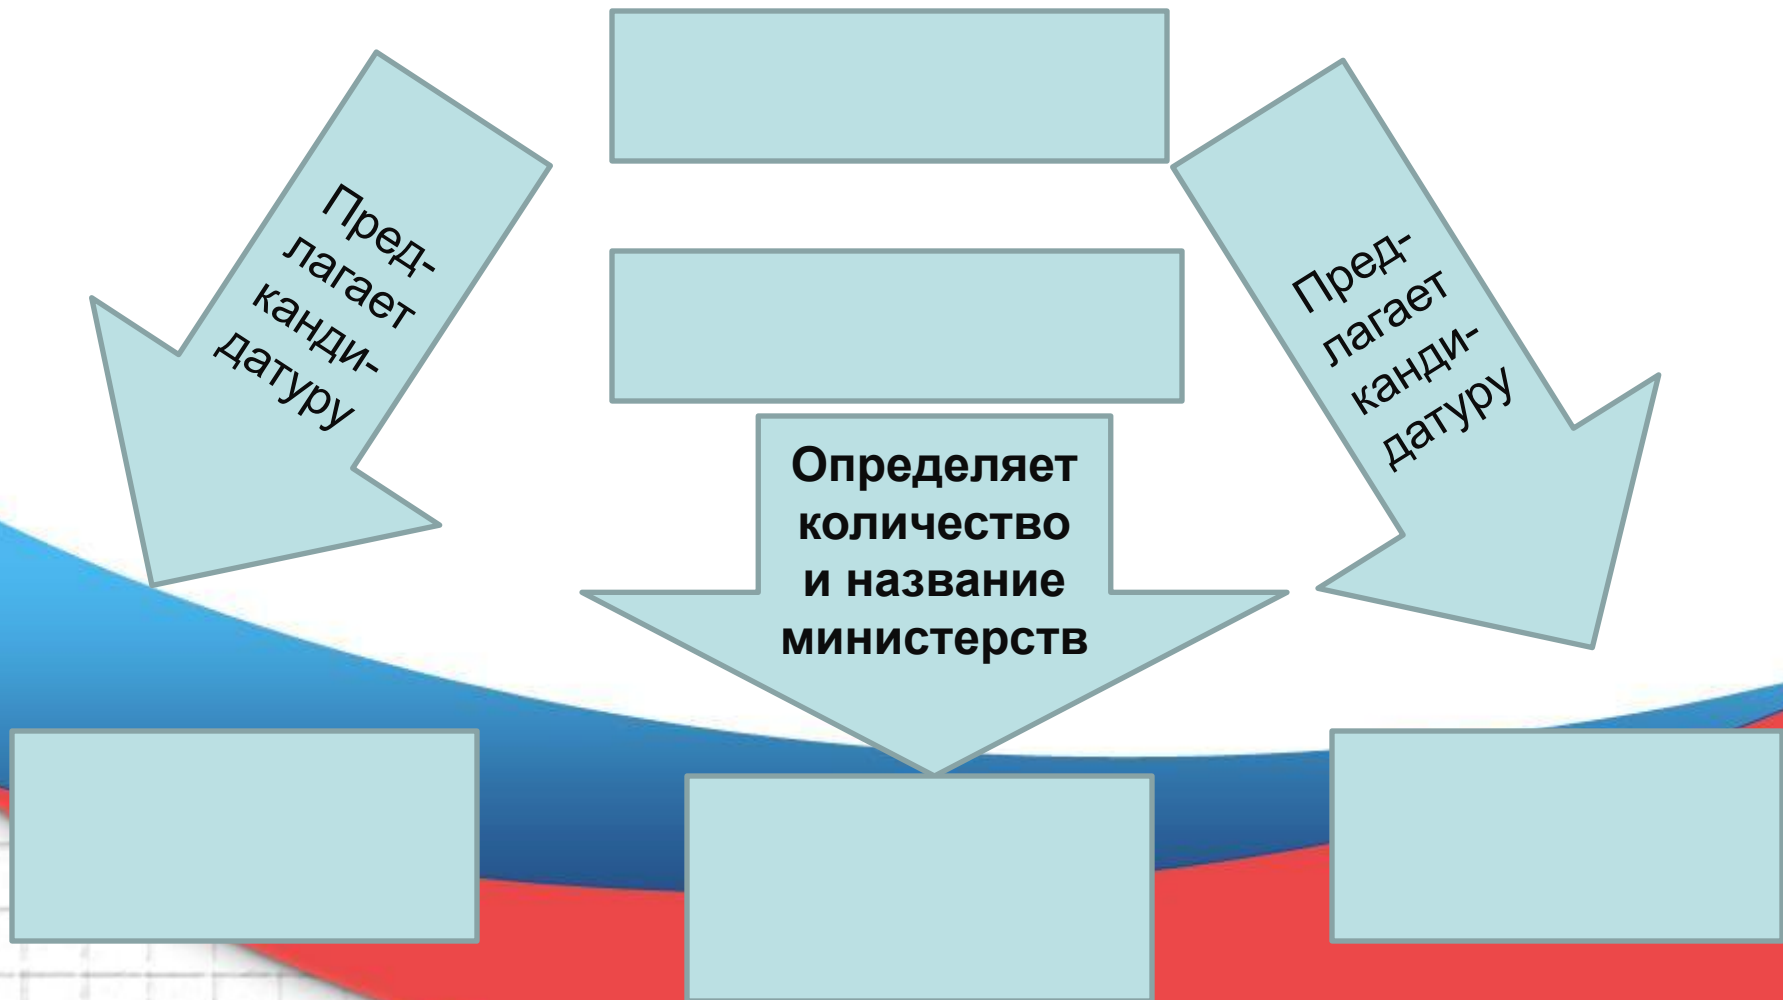 Пред-
лагает
канди-
датуру
Определяет
количество
и название
министерств
Пред-
лагает
канди-
датуру